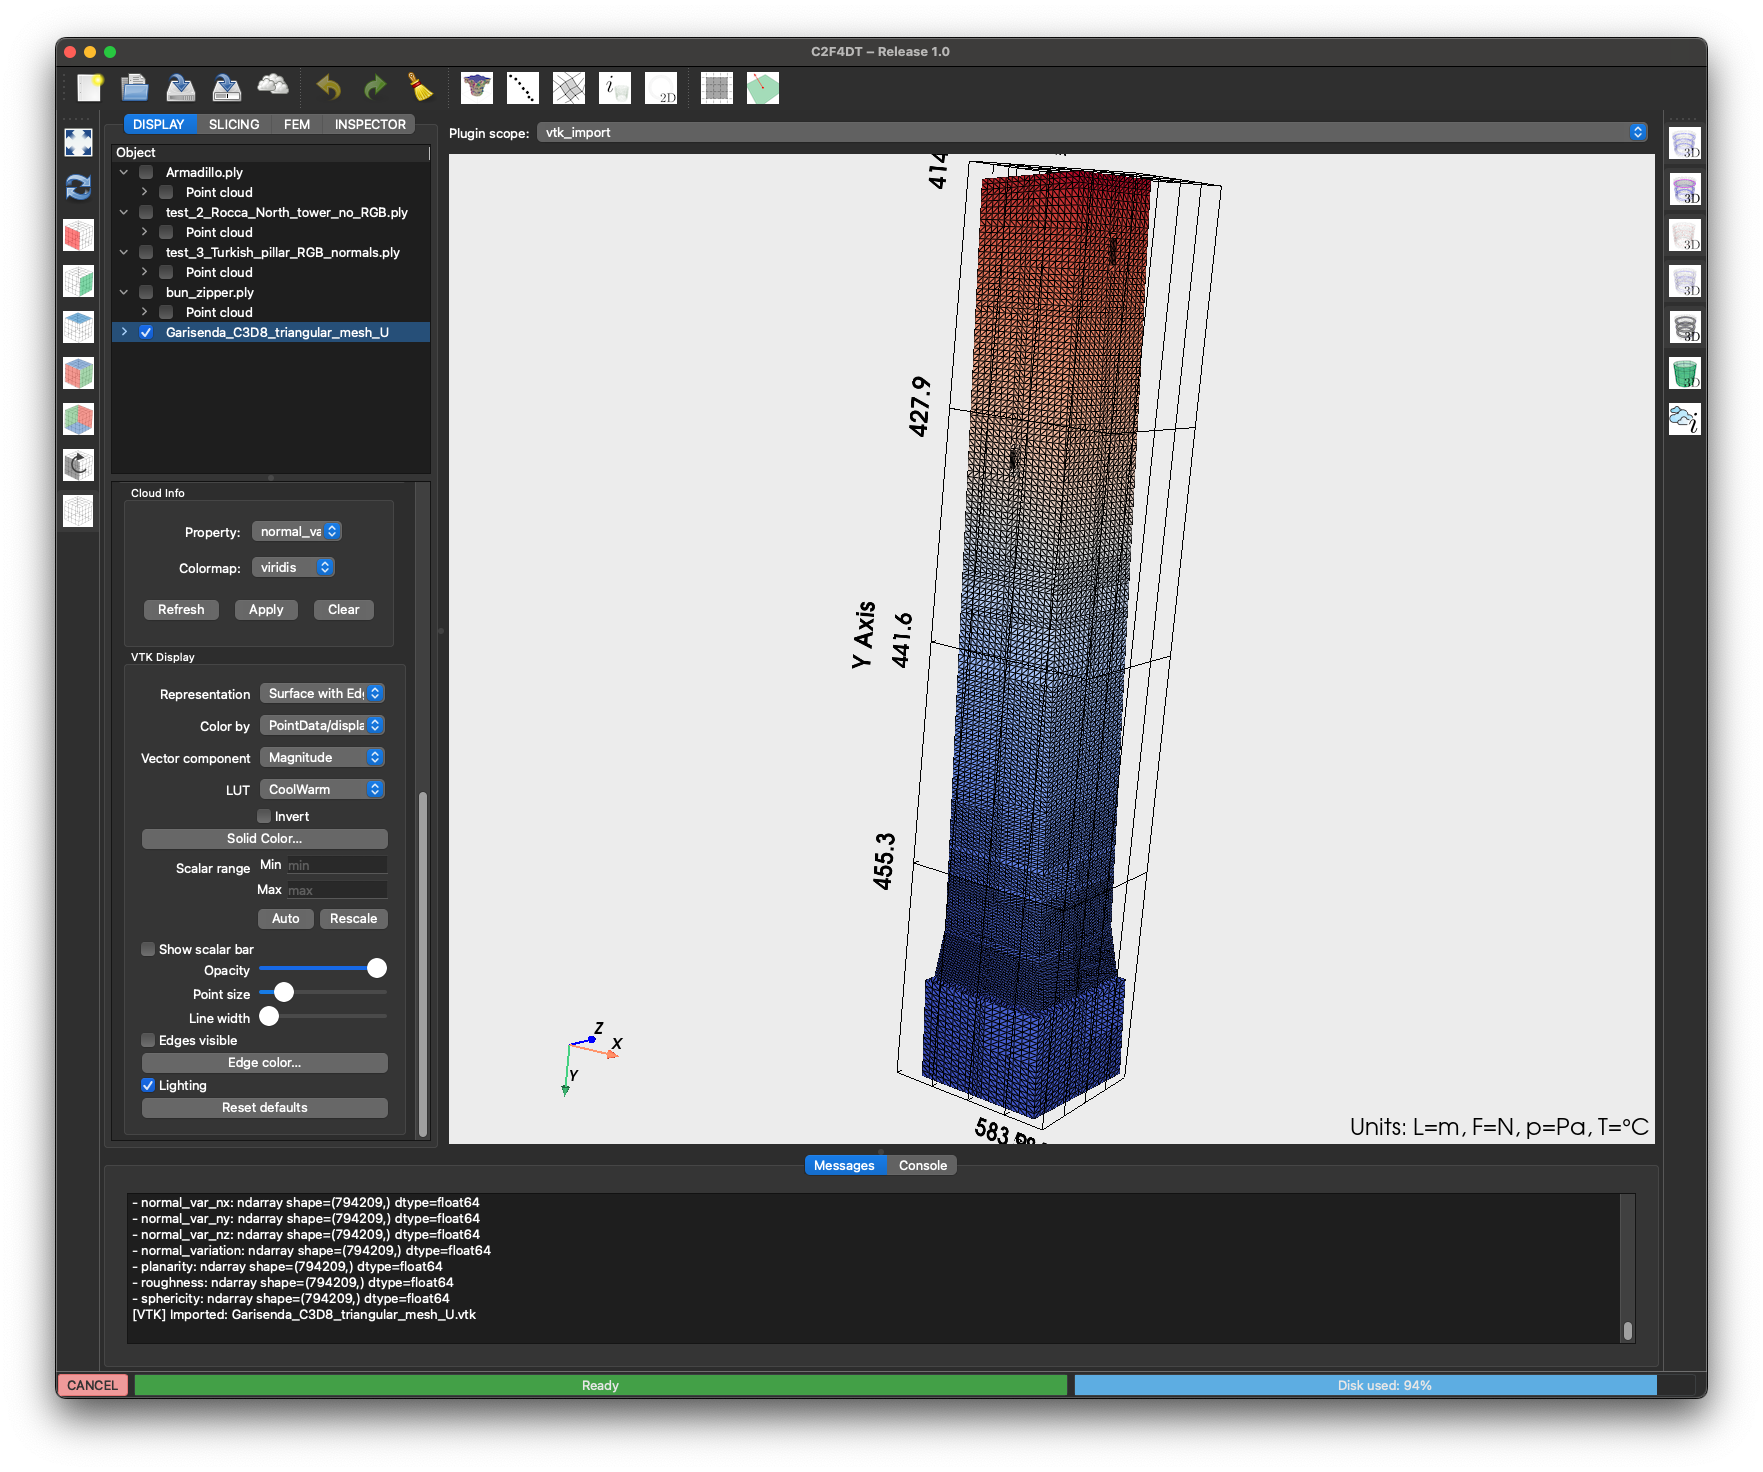 C2F4DT – Release 1.0
i
2D
DISPLAY SLICING FEM INSPECTOR
Plugin scope: vtk_import
Object
Armadillo.ply
Point cloud
test_2_Rocca_North_tower_no_RGB.ply
Point cloud
test_3_Turkish_pillar_RGB_normals.ply
Point cloud
bun_zipper.ply
Point cloud
Garisenda_C3D8_triangular_mesh_U
Cloud Info
Property: normal_va
Colormap: viridis
Refresh Apply Clear
VTK Display
Representation Surface with Ed
Color by PointData/displa
Vector component Magnitude
LUT CoolWarm
Invert
Solid Color...
Scalar range Min min
Max max
Auto Rescale
Show scalar bar
Opacity
Point size
Line width
Edges visible
Edge color...
Lighting
Reset defaults
414
427.9
Y Axis
441.6
455.3
583
Z
X
Y
Units: L=m, F=N, p=Pa, T=°C
3D
3D
3D
3D
3D
3D
i
Messages Console
- normal_var_nx: ndarray shape=(794209,) dtype=float64
- normal_var_ny: ndarray shape=(794209,) dtype=float64
- normal_var_nz: ndarray shape=(794209,) dtype=float64
- normal_variation: ndarray shape=(794209,) dtype=float64
- planarity: ndarray shape=(794209,) dtype=float64
- roughness: ndarray shape=(794209,) dtype=float64
- sphericity: ndarray shape=(794209,) dtype=float64
[VTK] Imported: Garisenda_C3D8_triangular_mesh_U.vtk
CANCEL Ready Disk used: 94%